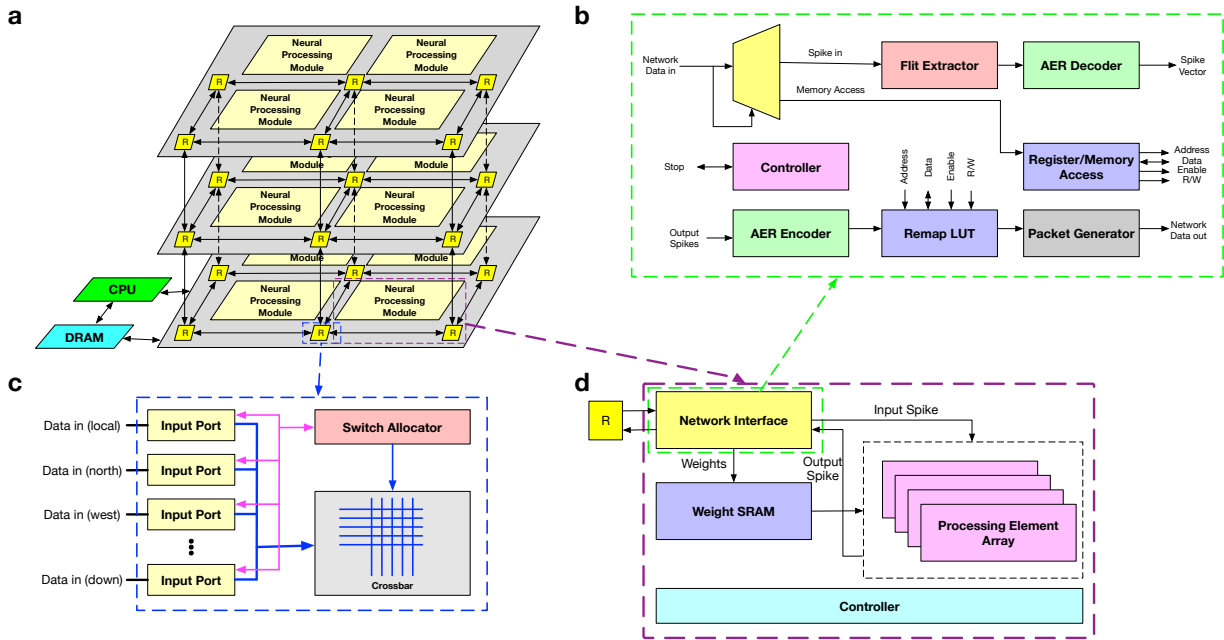 a
Neural
Processing
Module
Neural
Processing
Module
R
R
R
Neural
Processing
Module
Neural
Processing
Module
R
R
R
Module
Module
R
R
R
Neural
Processing
Module
Neural
Processing
Module
R
R
R
Module
Module
R
R
R
Neural
Processing
Module
Neural
Processing
Module
R
R
R
CPU
DRAM
b
Network
Data in
Spike in
Flit Extractor
AER Decoder
Spike
Vector
Memory Access
Stop
Controller
Address
Data
Enable
R/W
Register/Memory
Access
Address
Data
Enable
R/W
Output
Spikes
AER Encoder
Remap LUT
Packet Generator
Network
Data out
c
Data in (local)
Input Port
Switch Allocator
Data in (north)
Input Port
Data in (west)
Input Port
Data in (down)
Input Port
Crossbar
d
R
Network Interface
Input Spike
Weights
Output
Spike
Weight SRAM
Processing Element
Array
Controller